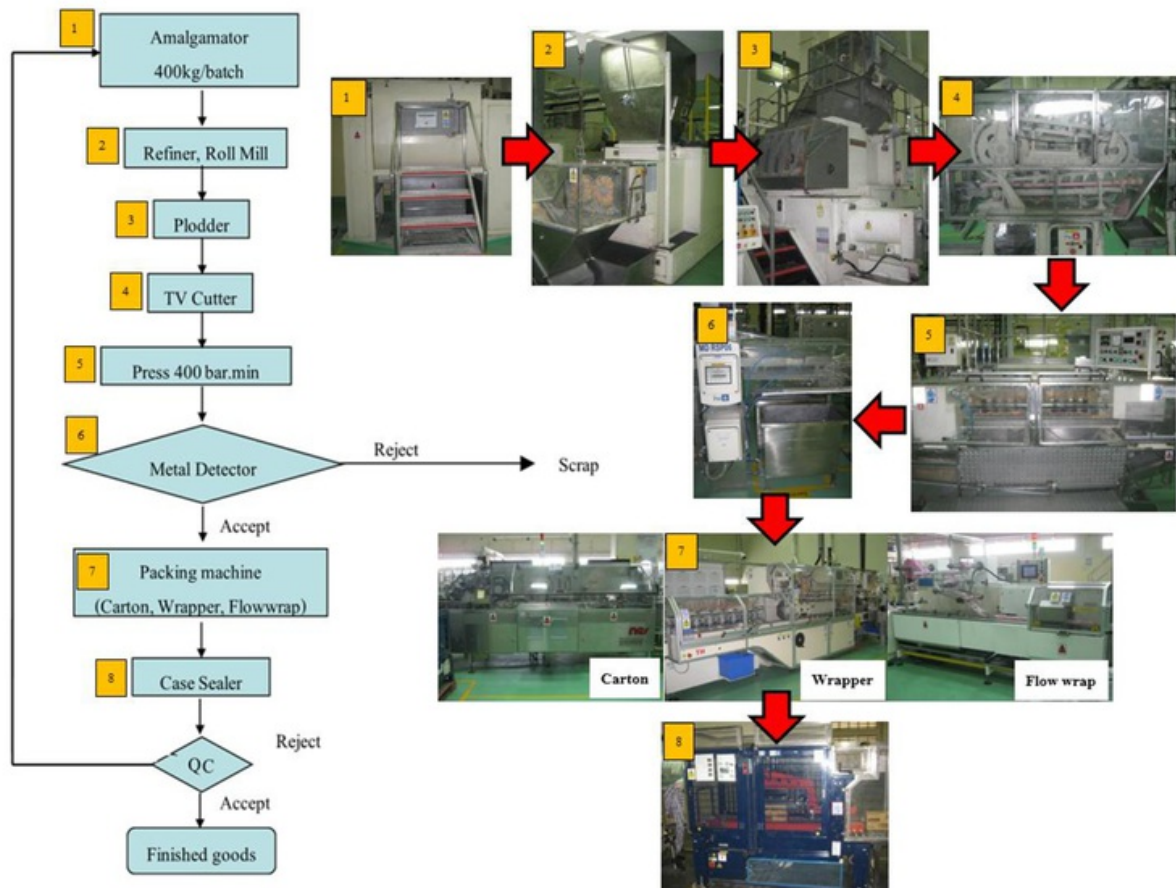 1
Amalgamator
400kg/batch
2
Refiner, Roll Mill
3
Plodder
4
TV Cutter
5
Press 400 bar.min
6
Metal Detector
Reject
Scrap
Accept
7
Packing machine
(Carton, Wrapper, Flowwrap)
8
Case Sealer
Reject
QC
Accept
Finished goods
1
2
3
4
5
6
7
Carton
Wrapper
Flow wrap
8